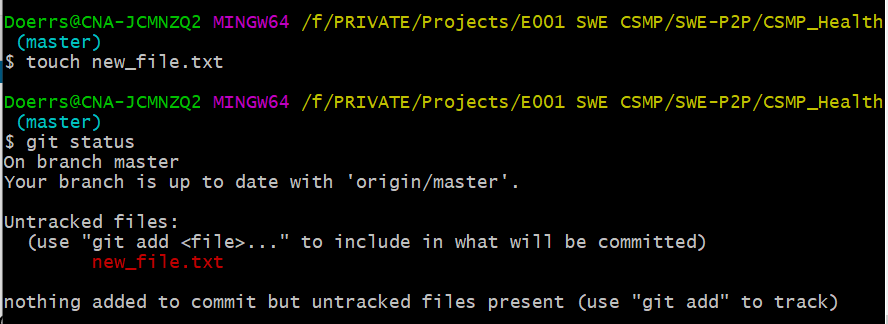 Doerrs@CNA-JCMNZQ2 MINGW64 /f/PRIVATE/Projects/E001 SWE CSMP/SWE-P2P/CSMP_Health
(master)
$ touch new_file.txt
Doerrs@CNA-JCMNZQ2 MINGW64 /f/PRIVATE/Projects/E001 SWE CSMP/SWE-P2P/CSMP_Health
(master)
$ git status
On branch master
Your branch is up to date with 'origin/master'.
Untracked files:
(use "git add <file>..." to include in what will be committed)
new_file.txt
nothing added to commit but untracked files present (use "git add" to track)